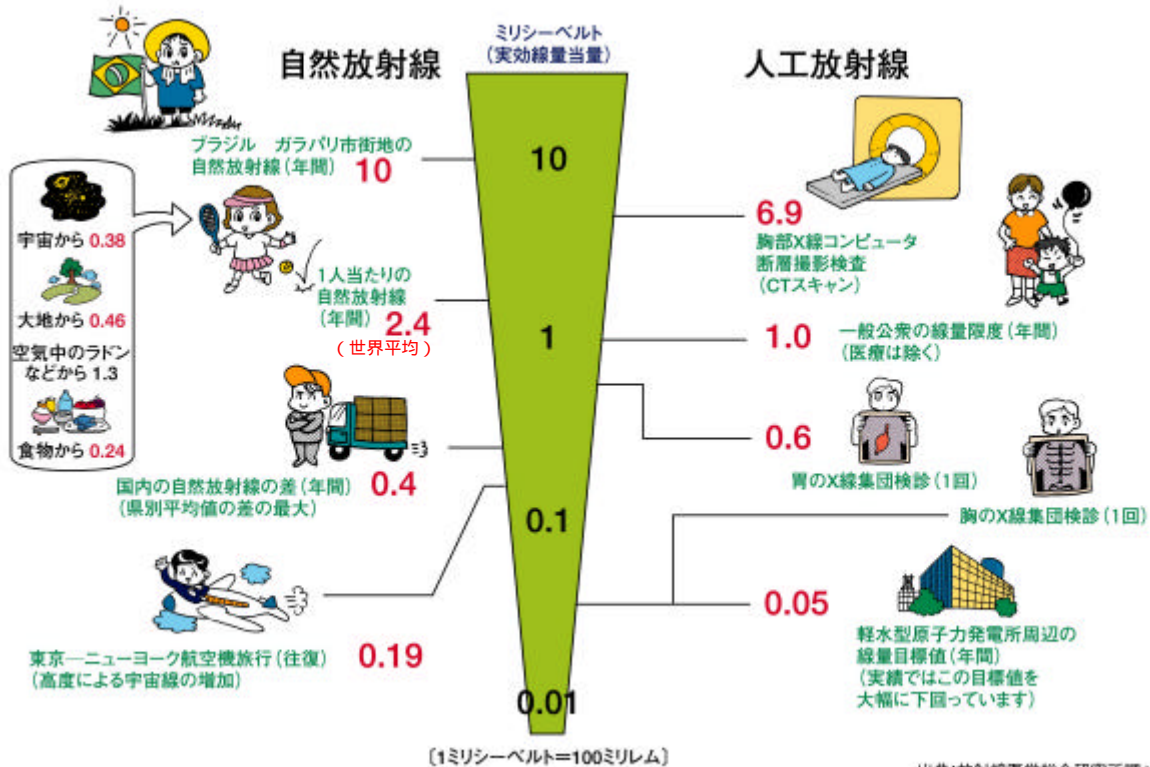 ミリシーベルト
(実効線量当量)
自然放射線
人工放射線
ブラジル ガラパリ市街地の
自然放射線(年間) 10
宇宙から 0.38
大地から 0.46
空気中のラドン
などから 1.3
食物から 0.24
1人当たりの
自然放射線
(年間) 2.4
(世界平均)
国内の自然放射線の差(年間) 0.4
(県別平均値の差の最大)
東京―ニューヨーク航空機旅行(往復) 0.19
(高度による宇宙線の増加)
10
1
0.1
0.01
6.9
胸部X線コンピュータ
断層撮影検査
(CTスキャン)
1.0 一般公衆の線量限度(年間)
(医療は除く)
0.6
胃のX線集団検診(1回)
胸のX線集団検診(1回)
0.05
軽水型原子力発電所周辺の
線量目標値(年間)
(実績ではこの目標値を
大幅に下回っています)
〔1ミリシーベルト=100ミリレム〕